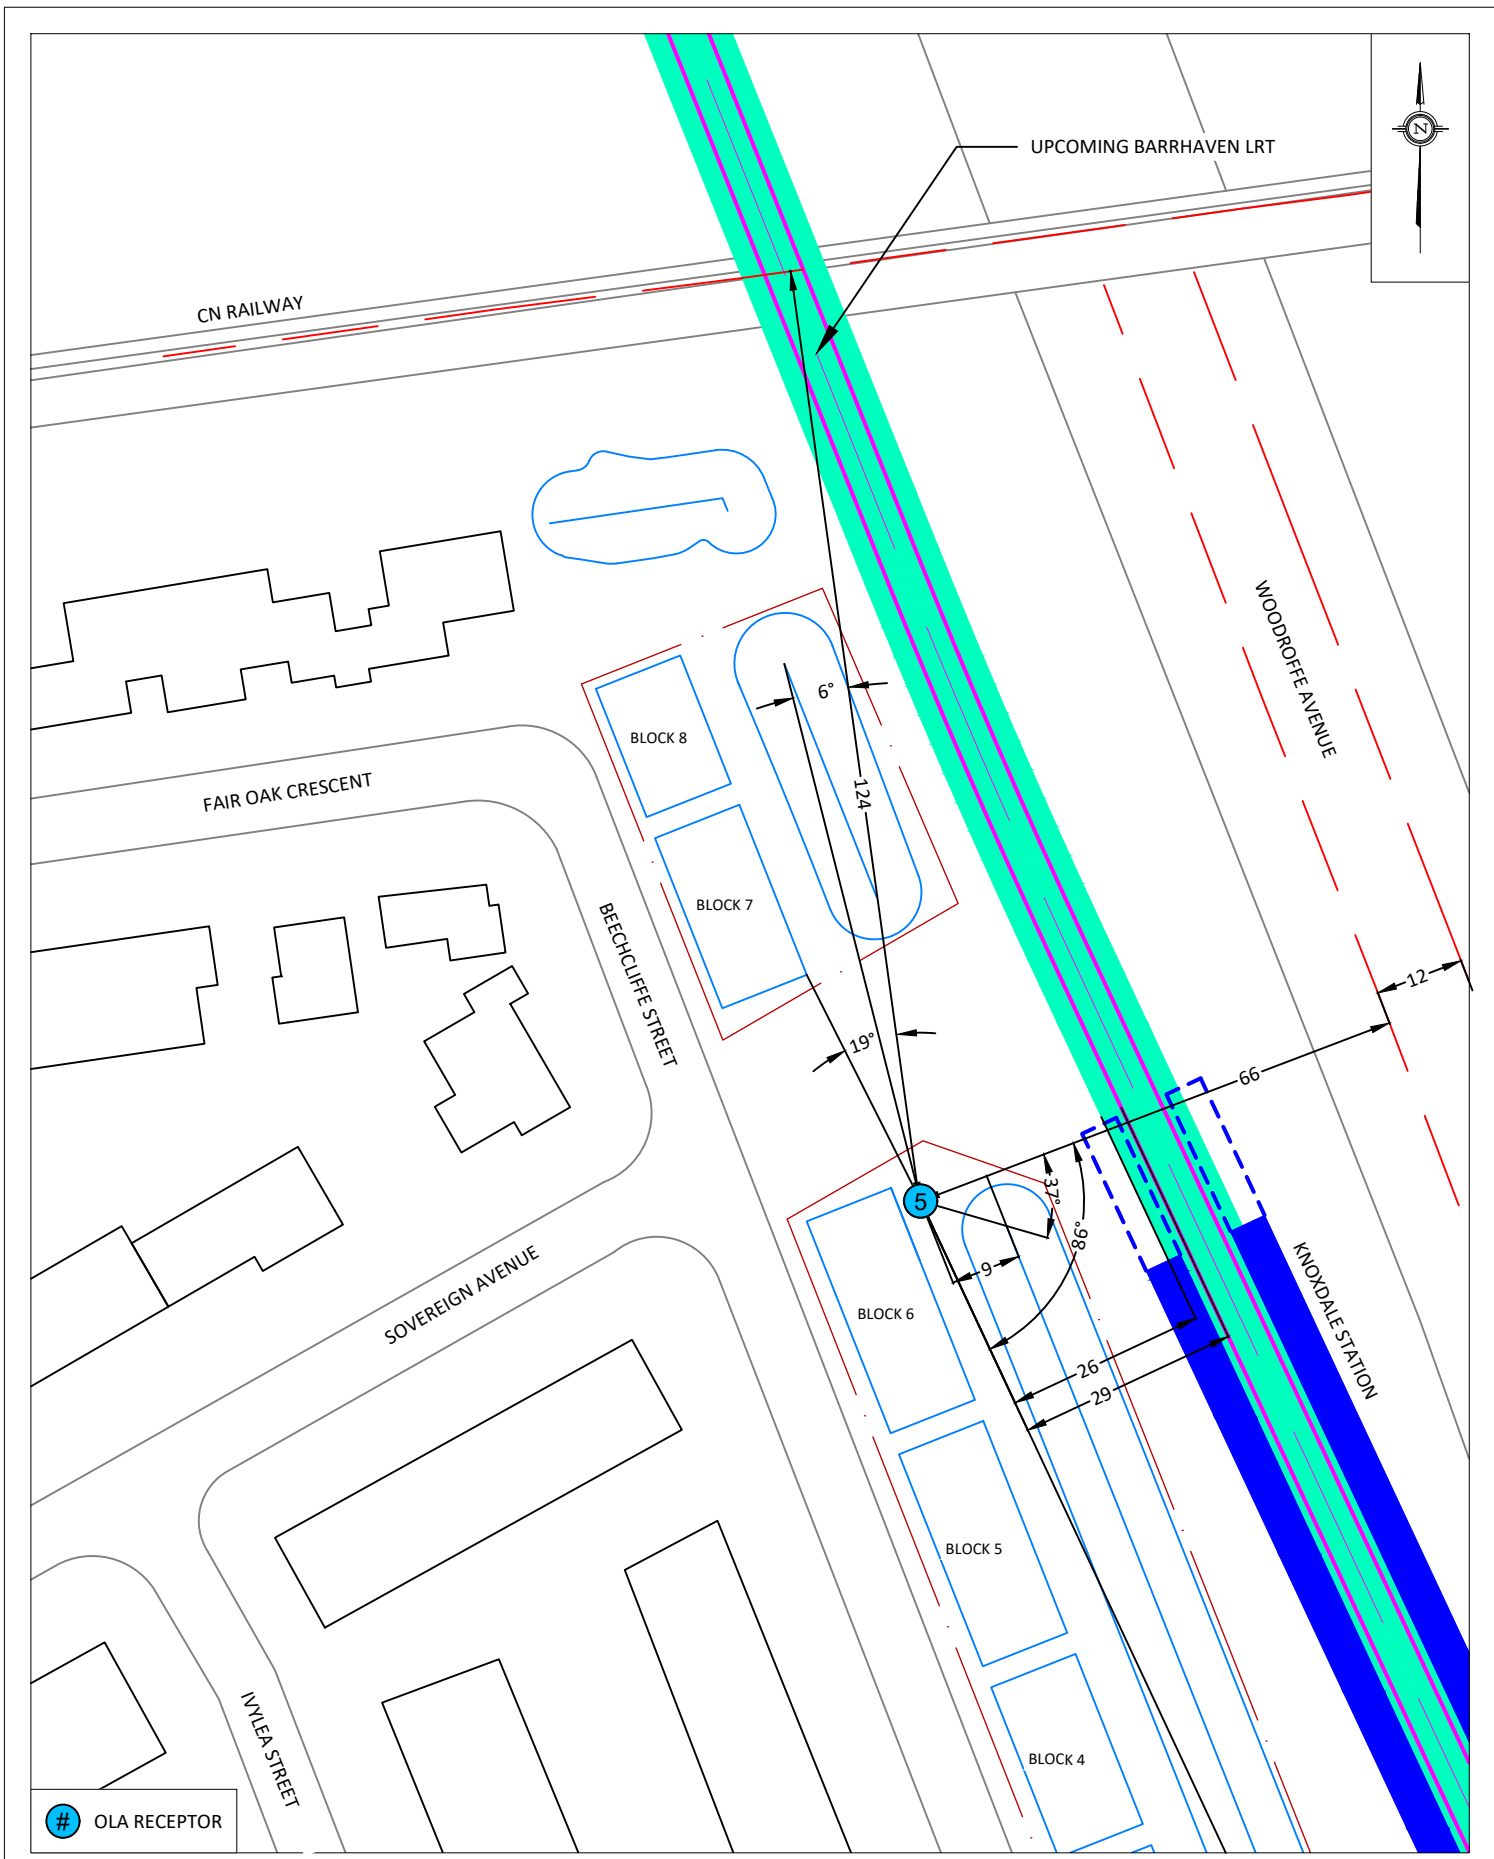 UPCOMING BARRHAVEN LRT
N
CN RAILWAY
WOODROFFE AVENUE
6°
BLOCK 8
124
FAIR OAK CRESCENT
BLOCK 7
BEECHCLIFFE STREET
12
19°
66
5
37°
89°
9
KNOXDALE STATION
SOVEREIGN AVENUE
BLOCK 6
26
29
BLOCK 5
IVYLEA STREET
BLOCK 4
# OLA RECEPTOR